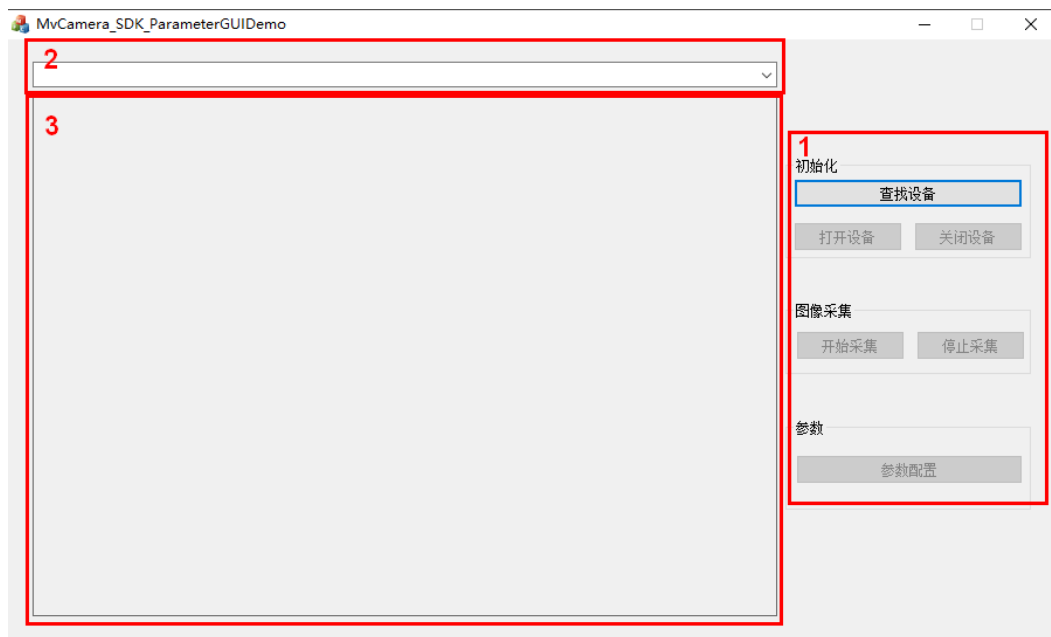 MvCamera_SDK_ParameterGUIDemo
2
3
1
初始化
查找设备
打开设备 关闭设备
图像采集
开始采集 停止采集
参数
参数配置